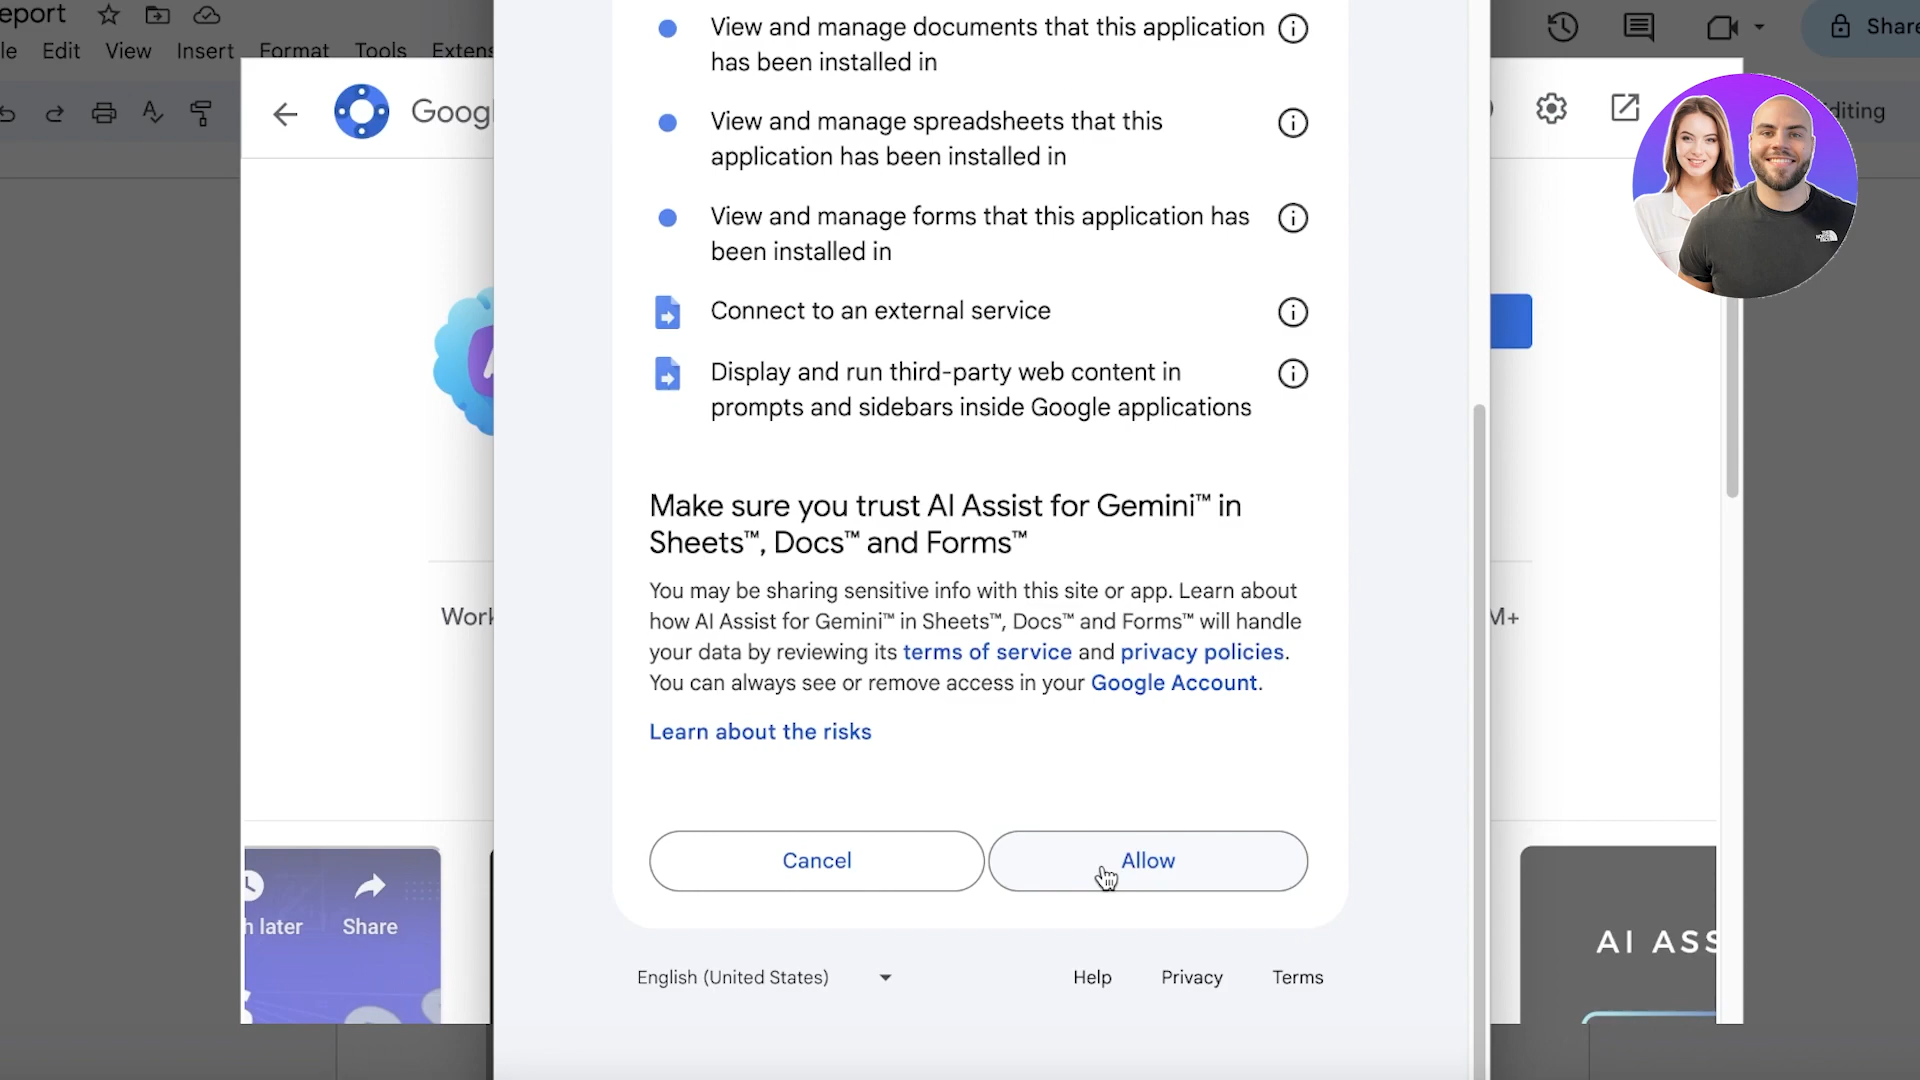 eport
le Edit View Insert Format Tools Extens
Share
diting
Googl
View and manage documents that this application
has been installed in
View and manage spreadsheets that this
application has been installed in
View and manage forms that this application has
been installed in
Connect to an external service
Display and run third-party web content in
prompts and sidebars inside Google applications
Work
M+
Make sure you trust AI Assist for Gemini™ in
Sheets™, Docs™ and Forms™
You may be sharing sensitive info with this site or app. Learn about
how AI Assist for Gemini™ in Sheets™, Docs™ and Forms™ will handle
your data by reviewing its terms of service and privacy policies.
You can always see or remove access in your Google Account.
Learn about the risks
Cancel
Allow
h later
Share
AI ASS
English (United States)
Help
Privacy
Terms